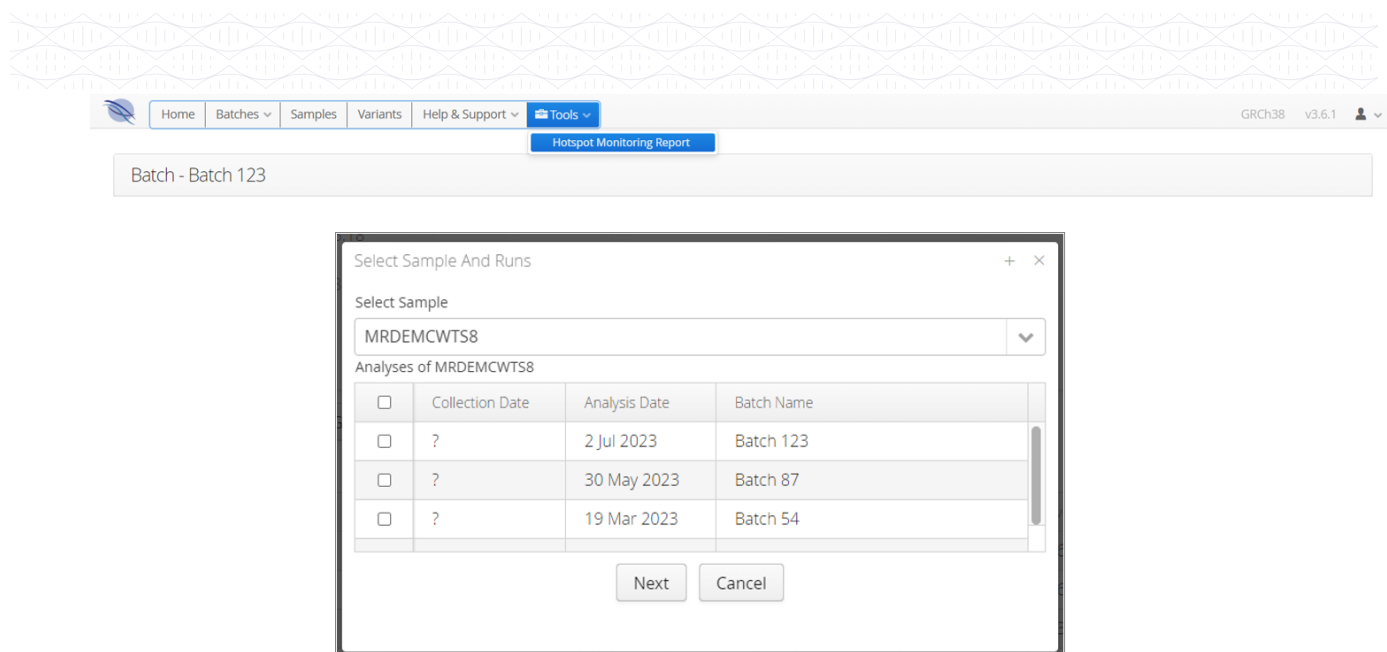 Home Batches Samples Variants Help & Support Tools GRCh38 v3.6.1
Hotspot Monitoring Report
Batch - Batch 123
Select Sample And Runs
Select Sample
MRDEMCWTS8
Analyses of MRDEMCWTS8
Collection Date Analysis Date Batch Name
? 2 Jul 2023 Batch 123
? 30 May 2023 Batch 87
? 19 Mar 2023 Batch 54
Next Cancel